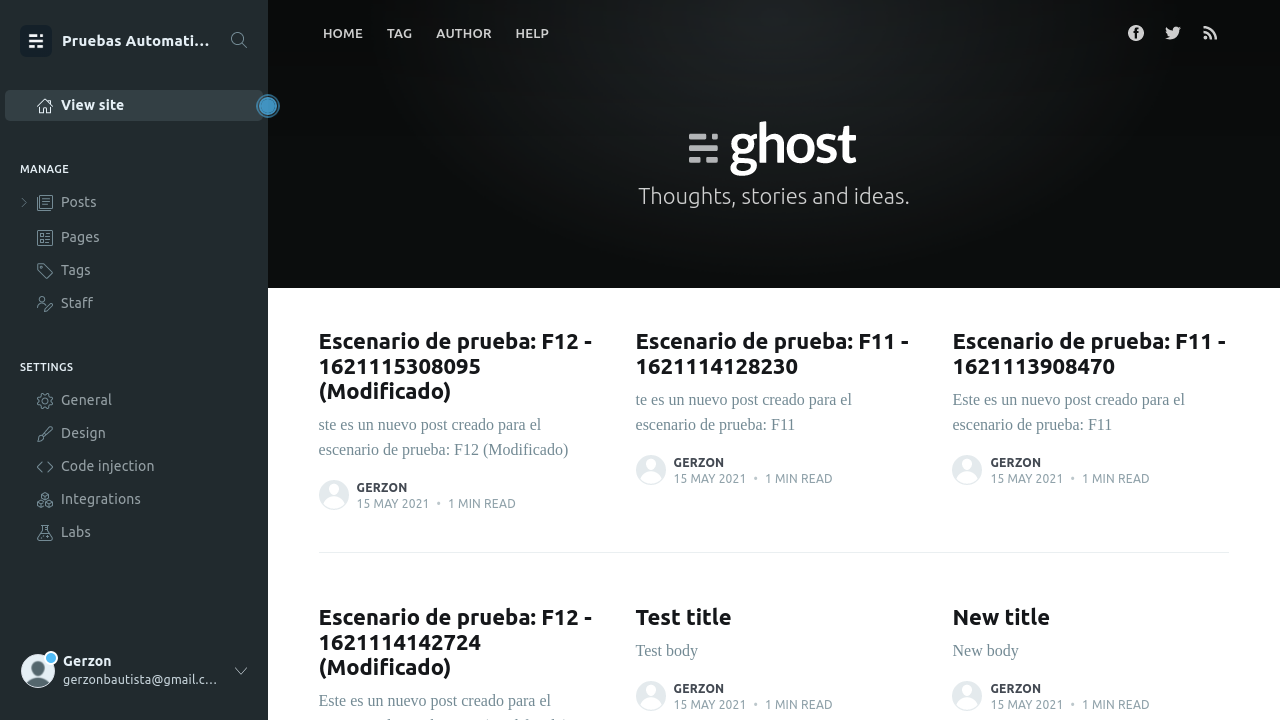 Pruebas Automati...
View site
MANAGE
Posts
Pages
Tags
Staff
SETTINGS
General
Design
Code injection
Integrations
Labs
Gerzon
gerzonbautista@gmail.c...
HOME TAG AUTHOR HELP
ghost
Thoughts, stories and ideas.
Escenario de prueba: F12 -
1621115308095
(Modificado)
ste es un nuevo post creado para el
escenario de prueba: F12 (Modificado)
GERZON
15 MAY 2021 • 1 MIN READ
Escenario de prueba: F11 -
1621114128230
te es un nuevo post creado para el
escenario de prueba: F11
GERZON
15 MAY 2021 • 1 MIN READ
Escenario de prueba: F11 -
1621113908470
Este es un nuevo post creado para el
escenario de prueba: F11
GERZON
15 MAY 2021 • 1 MIN READ
Escenario de prueba: F12 -
1621114142724
(Modificado)
Este es un nuevo post creado para el
Test title
Test body
GERZON
15 MAY 2021 • 1 MIN READ
New title
New body
GERZON
15 MAY 2021 • 1 MIN READ